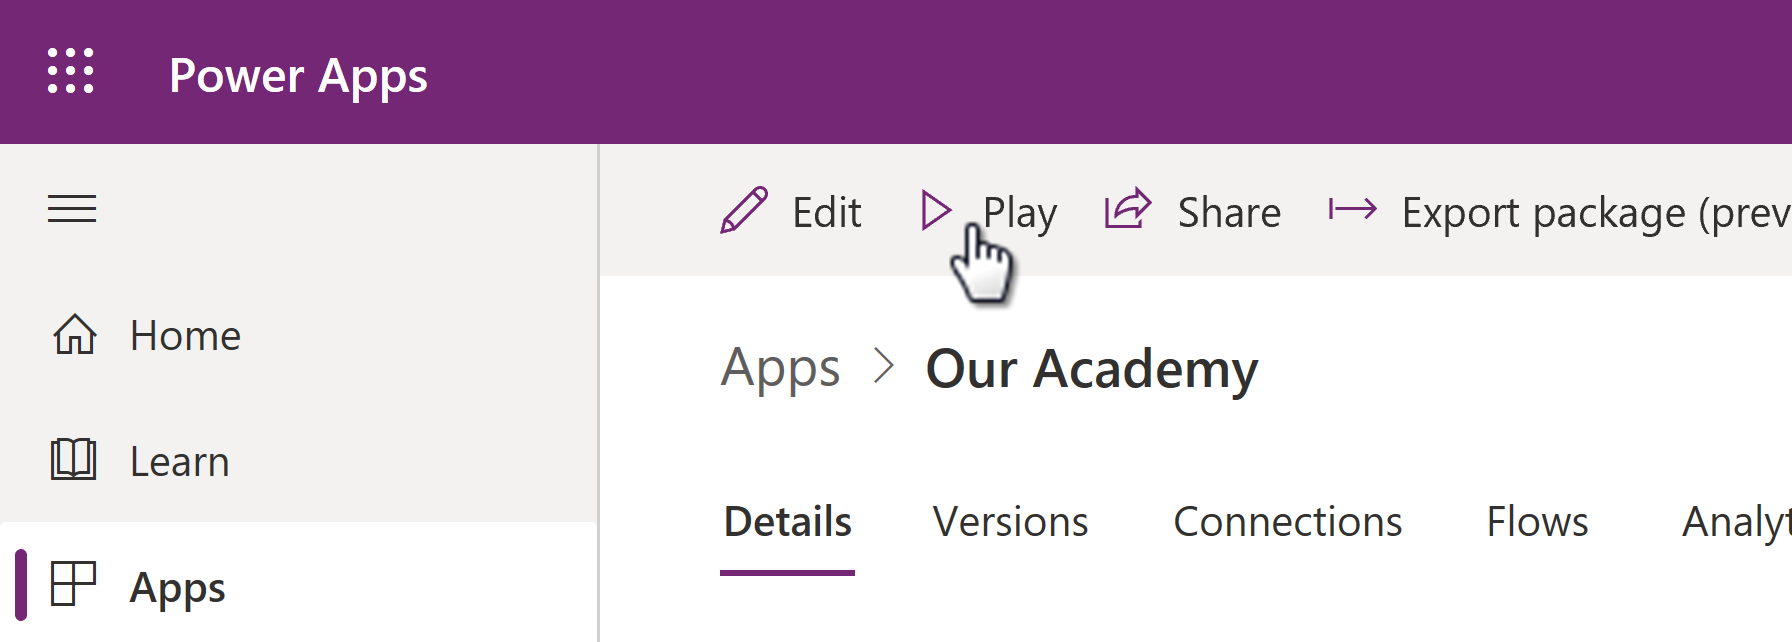 Power Apps
Edit Play Share Export package (prev
Home
Learn
Apps
Apps > Our Academy
Details Versions Connections Flows Analyt